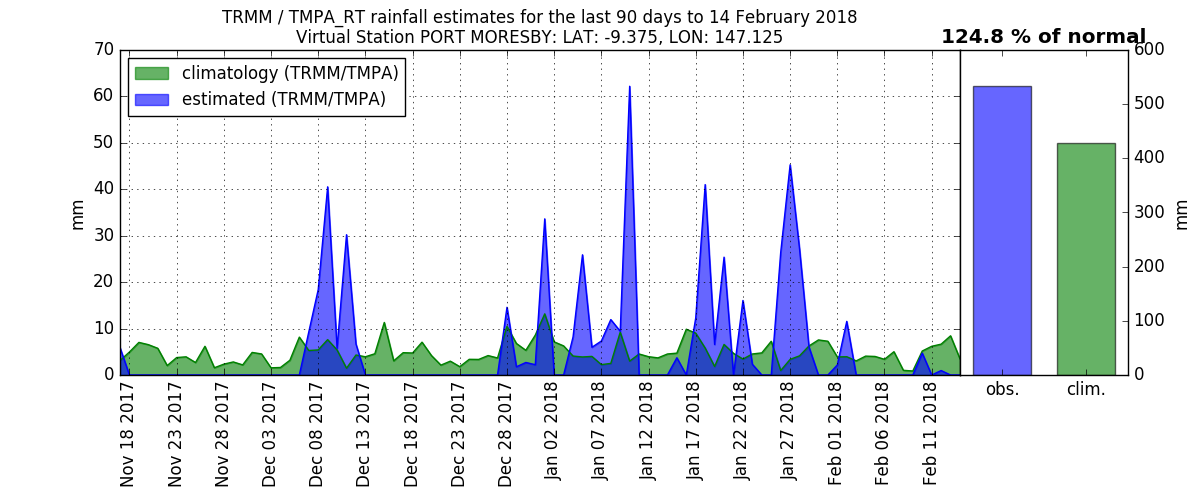 TRMM / TMPA_RT rainfall estimates for the last 90 days to 14 February 2018
Virtual Station PORT MORESBY: LAT: -9.375, LON: 147.125
124.8 % of normal
climatology (TRMM/TMPA)
estimated (TRMM/TMPA)
mm
70
60
50
40
30
20
10
0
Nov 18 2017
Nov 23 2017
Nov 28 2017
Dec 03 2017
Dec 08 2017
Dec 13 2017
Dec 18 2017
Dec 23 2017
Dec 28 2017
Jan 02 2018
Jan 07 2018
Jan 12 2018
Jan 17 2018
Jan 22 2018
Jan 27 2018
Feb 01 2018
Feb 06 2018
Feb 11 2018
600
500
400
300
200
100
0
mm
obs.
clim.